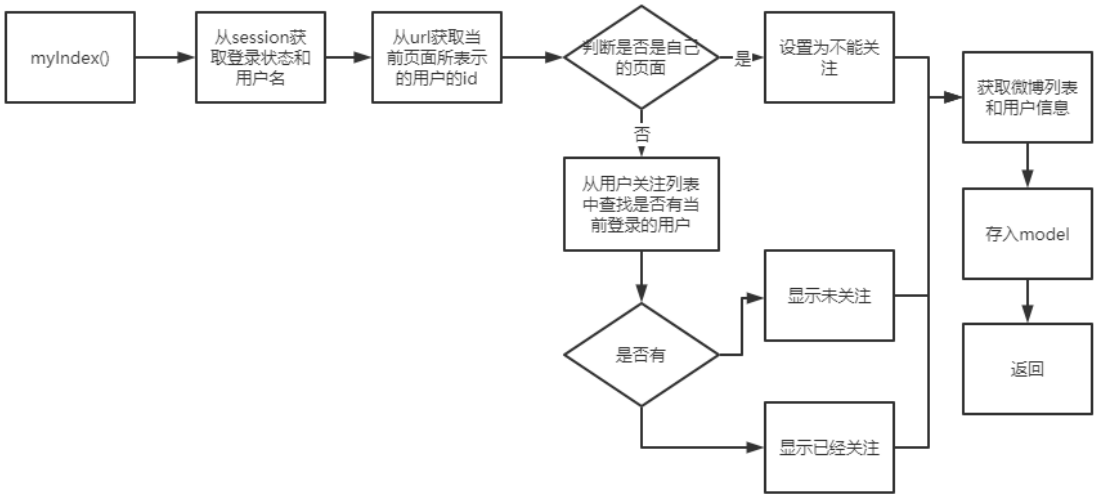 myIndex()
从session获
取登录状态和
用户名
从url获取当
前页面所表示
的用户的id
判断是否是自己
的页面
是
设置为不能关
注
获取微博列表
和用户信息
否
从用户关注列表
中查找是否有当
前登录的用户
存入model
显示未关注
是否有
返回
显示已经关注